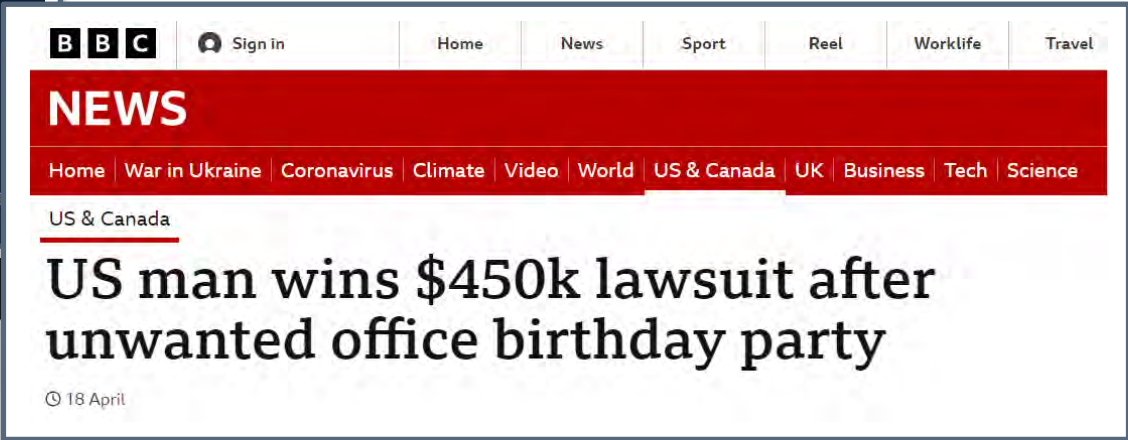 BBC Sign in Home News Sport Reel Worklife Travel
NEWS
Home War in Ukraine Coronavirus Climate Video World US & Canada UK Business Tech Science
US & Canada
US man wins $450k lawsuit after
unwanted office birthday party
18 April